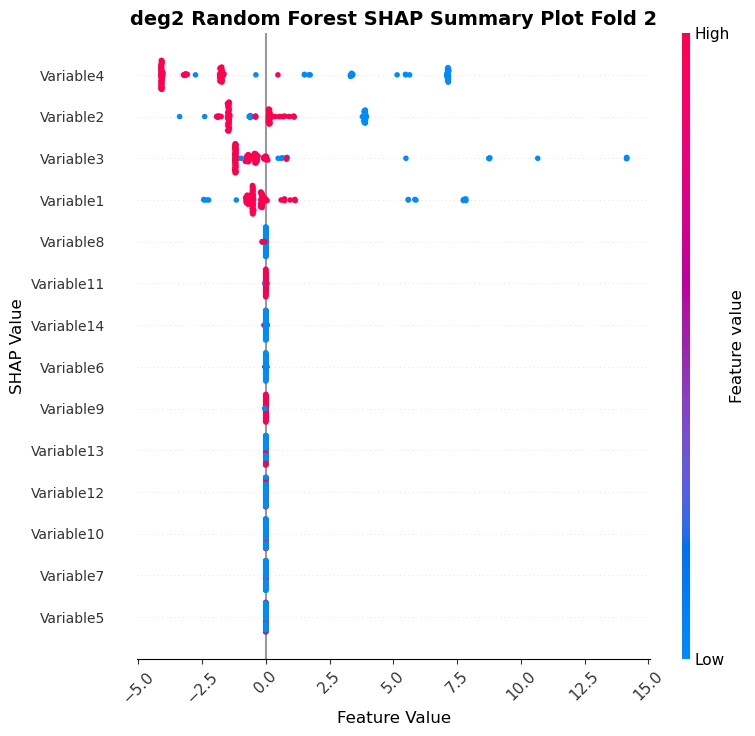 deg2 Random Forest SHAP Summary Plot Fold 2
High
Variable4
Variable2
Variable3
Variable1
Variable8
Variable11
Variable14
Variable6
Variable9
Variable13
Variable12
Variable10
Variable7
Variable5
SHAP Value
Feature value
Low
−5.0 −2.5 0.0 2.5 5.0 7.5 10.0 12.5 15.0
Feature Value